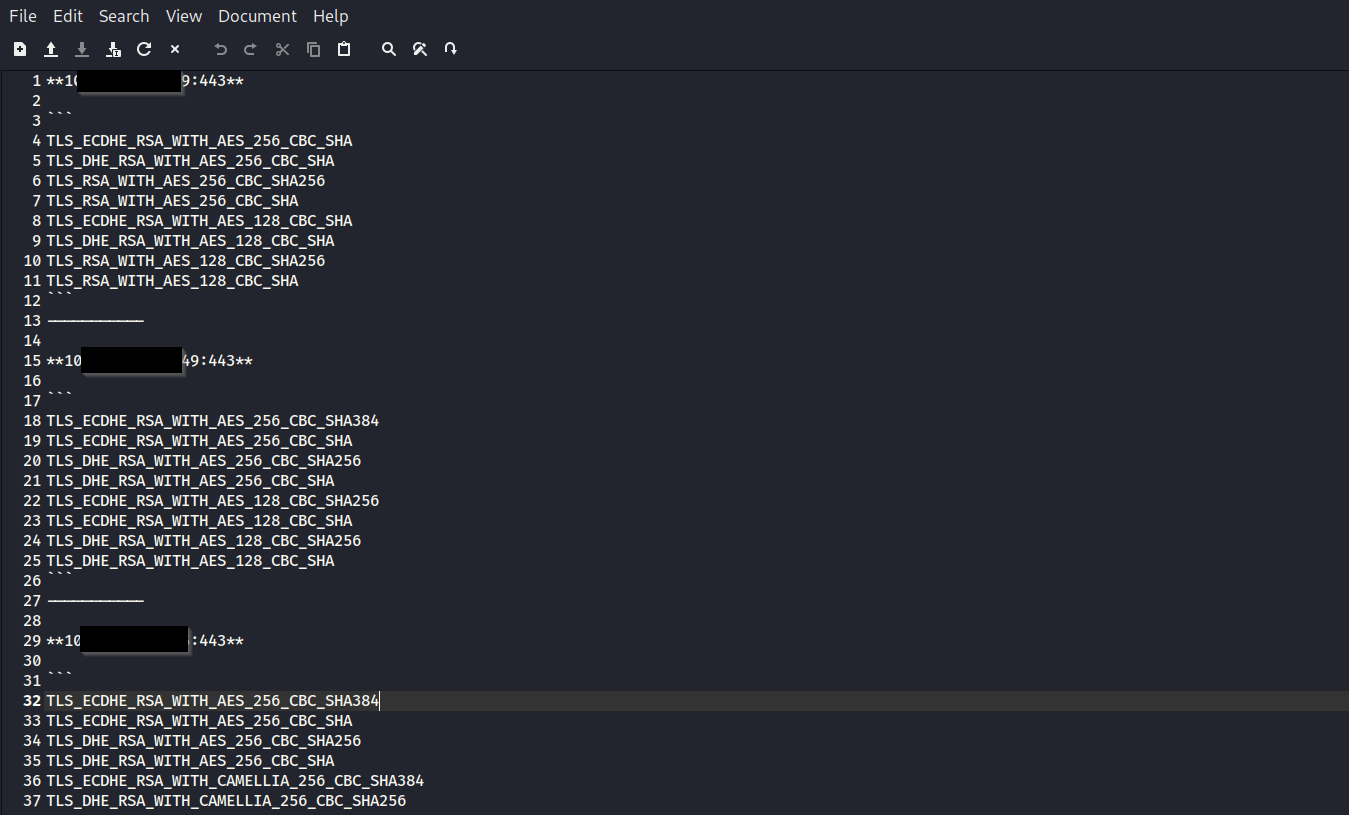 File Edit Search View Document Help
1 **10 9:443**
2
3 ```
4 TLS_ECDHE_RSA_WITH_AES_256_CBC_SHA
5 TLS_DHE_RSA_WITH_AES_256_CBC_SHA
6 TLS_RSA_WITH_AES_256_CBC_SHA256
7 TLS_RSA_WITH_AES_256_CBC_SHA
8 TLS_ECDHE_RSA_WITH_AES_128_CBC_SHA
9 TLS_DHE_RSA_WITH_AES_128_CBC_SHA
10 TLS_RSA_WITH_AES_128_CBC_SHA256
11 TLS_RSA_WITH_AES_128_CBC_SHA
12 ```
13 -----------
14
15 **10 49:443**
16
17 ```
18 TLS_ECDHE_RSA_WITH_AES_256_CBC_SHA384
19 TLS_ECDHE_RSA_WITH_AES_256_CBC_SHA
20 TLS_DHE_RSA_WITH_AES_256_CBC_SHA256
21 TLS_DHE_RSA_WITH_AES_256_CBC_SHA
22 TLS_ECDHE_RSA_WITH_AES_128_CBC_SHA256
23 TLS_ECDHE_RSA_WITH_AES_128_CBC_SHA
24 TLS_DHE_RSA_WITH_AES_128_CBC_SHA256
25 TLS_DHE_RSA_WITH_AES_128_CBC_SHA
26 ```
27 -----------
28
29 **10 :443**
30
31 ```
32 TLS_ECDHE_RSA_WITH_AES_256_CBC_SHA384
33 TLS_ECDHE_RSA_WITH_AES_256_CBC_SHA
34 TLS_DHE_RSA_WITH_AES_256_CBC_SHA256
35 TLS_DHE_RSA_WITH_AES_256_CBC_SHA
36 TLS_ECDHE_RSA_WITH_CAMELLIA_256_CBC_SHA384
37 TLS_DHE_RSA_WITH_CAMELLIA_256_CBC_SHA256